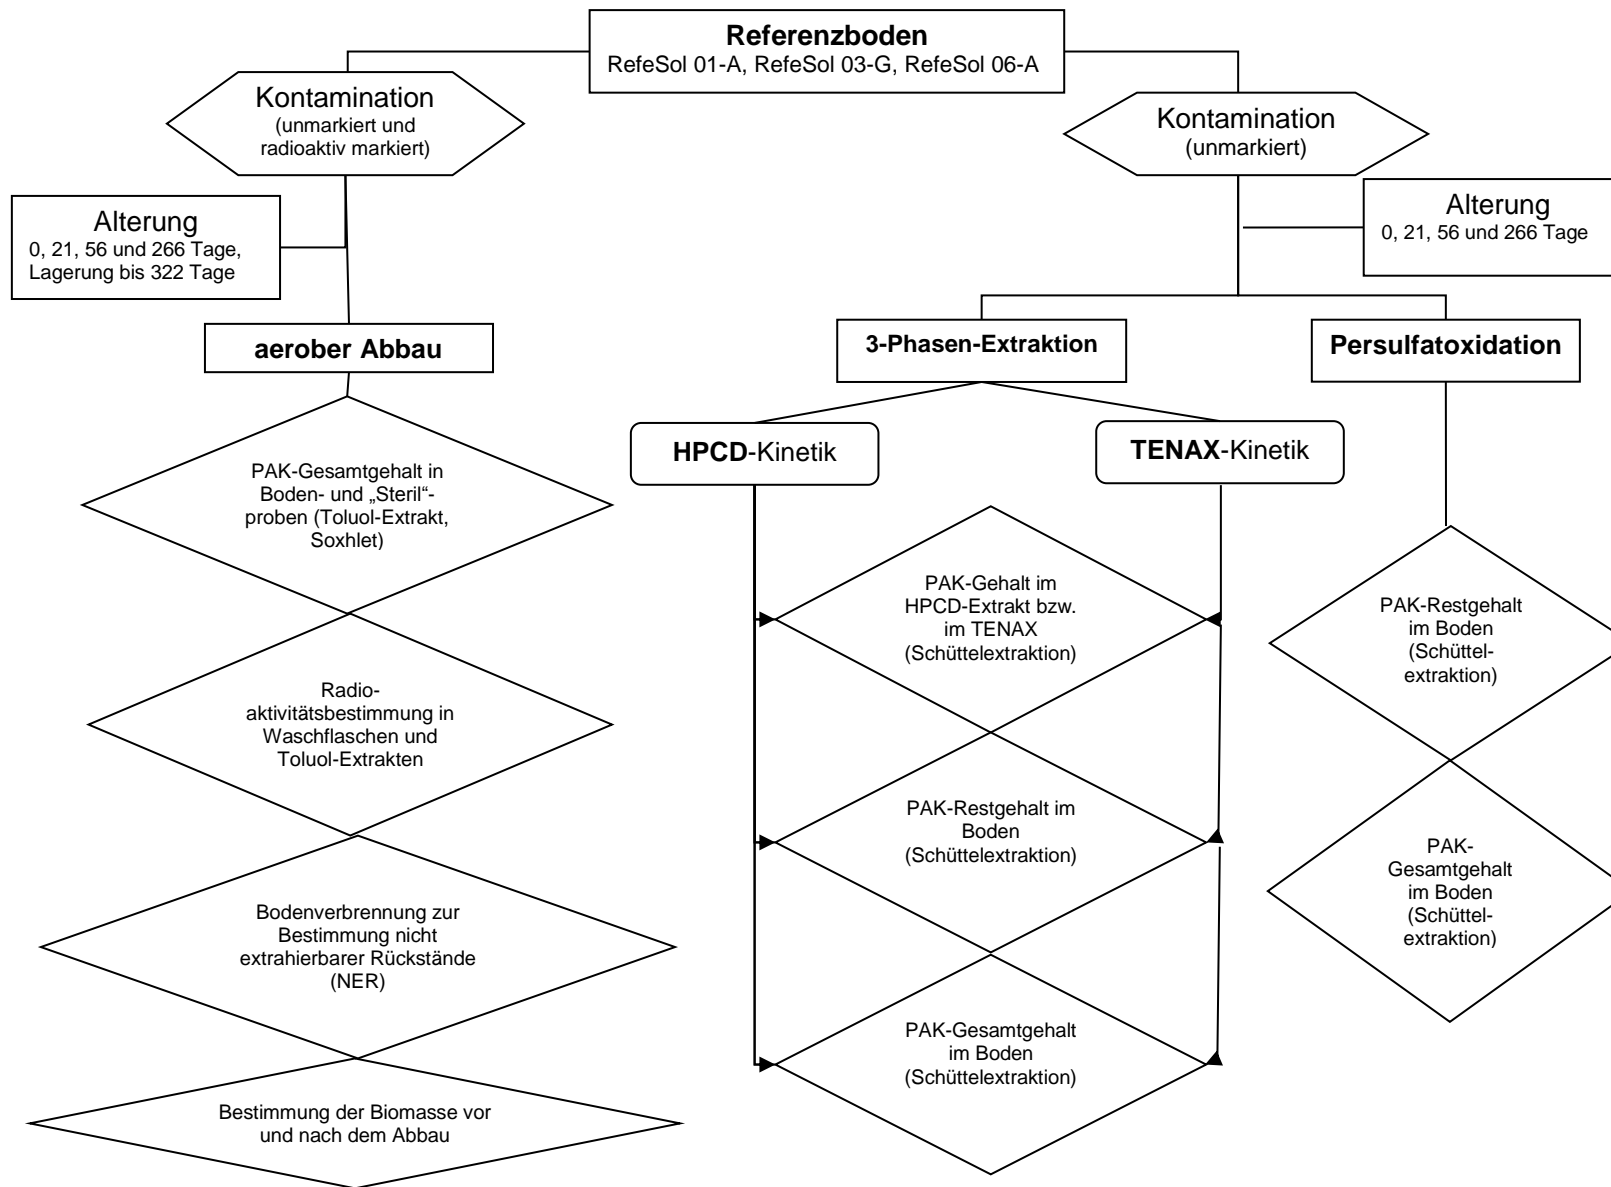 Referenzboden
RefeSol 01-A, RefeSol 03-G, RefeSol 06-A
Kontamination
(unmarkiert und
radioaktiv markiert)
Kontamination
(unmarkiert)
Alterung
0, 21, 56 und 266 Tage,
Lagerung bis 322 Tage
Alterung
0, 21, 56 und 266 Tage
aerober Abbau
3-Phasen-Extraktion
Persulfatoxidation
HPCD-Kinetik
TENAX-Kinetik
PAK-Gesamtgehalt in
Boden- und „Steril“-
proben (Toluol-Extrakt,
Soxhlet)
Radio-
aktivitätsbestimmung in
Waschflaschen und
Toluol-Extrakten
Bodenverbrennung zur
Bestimmung nicht
extrahierbarer Rückstände
(NER)
Bestimmung der Biomasse vor
und nach dem Abbau
PAK-Gehalt im
HPCD-Extrakt bzw.
im TENAX
(Schüttelextraktion)
PAK-Restgehalt im
Boden
(Schüttelextraktion)
PAK-Gesamtgehalt
im Boden
(Schüttelextraktion)
PAK-Restgehalt
im Boden
(Schüttel-
extraktion)
PAK-
Gesamtgehalt
im Boden
(Schüttel-
extraktion)